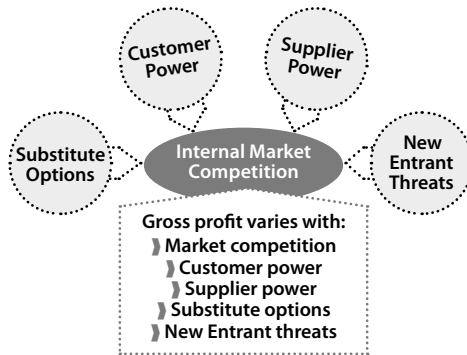 Customer
Power
Supplier
Power
Substitute
Options
Internal Market
Competition
New
Entrant
Threats
Gross profit varies with:
Market competition
Customer power
Supplier power
Substitute options
New Entrant threats